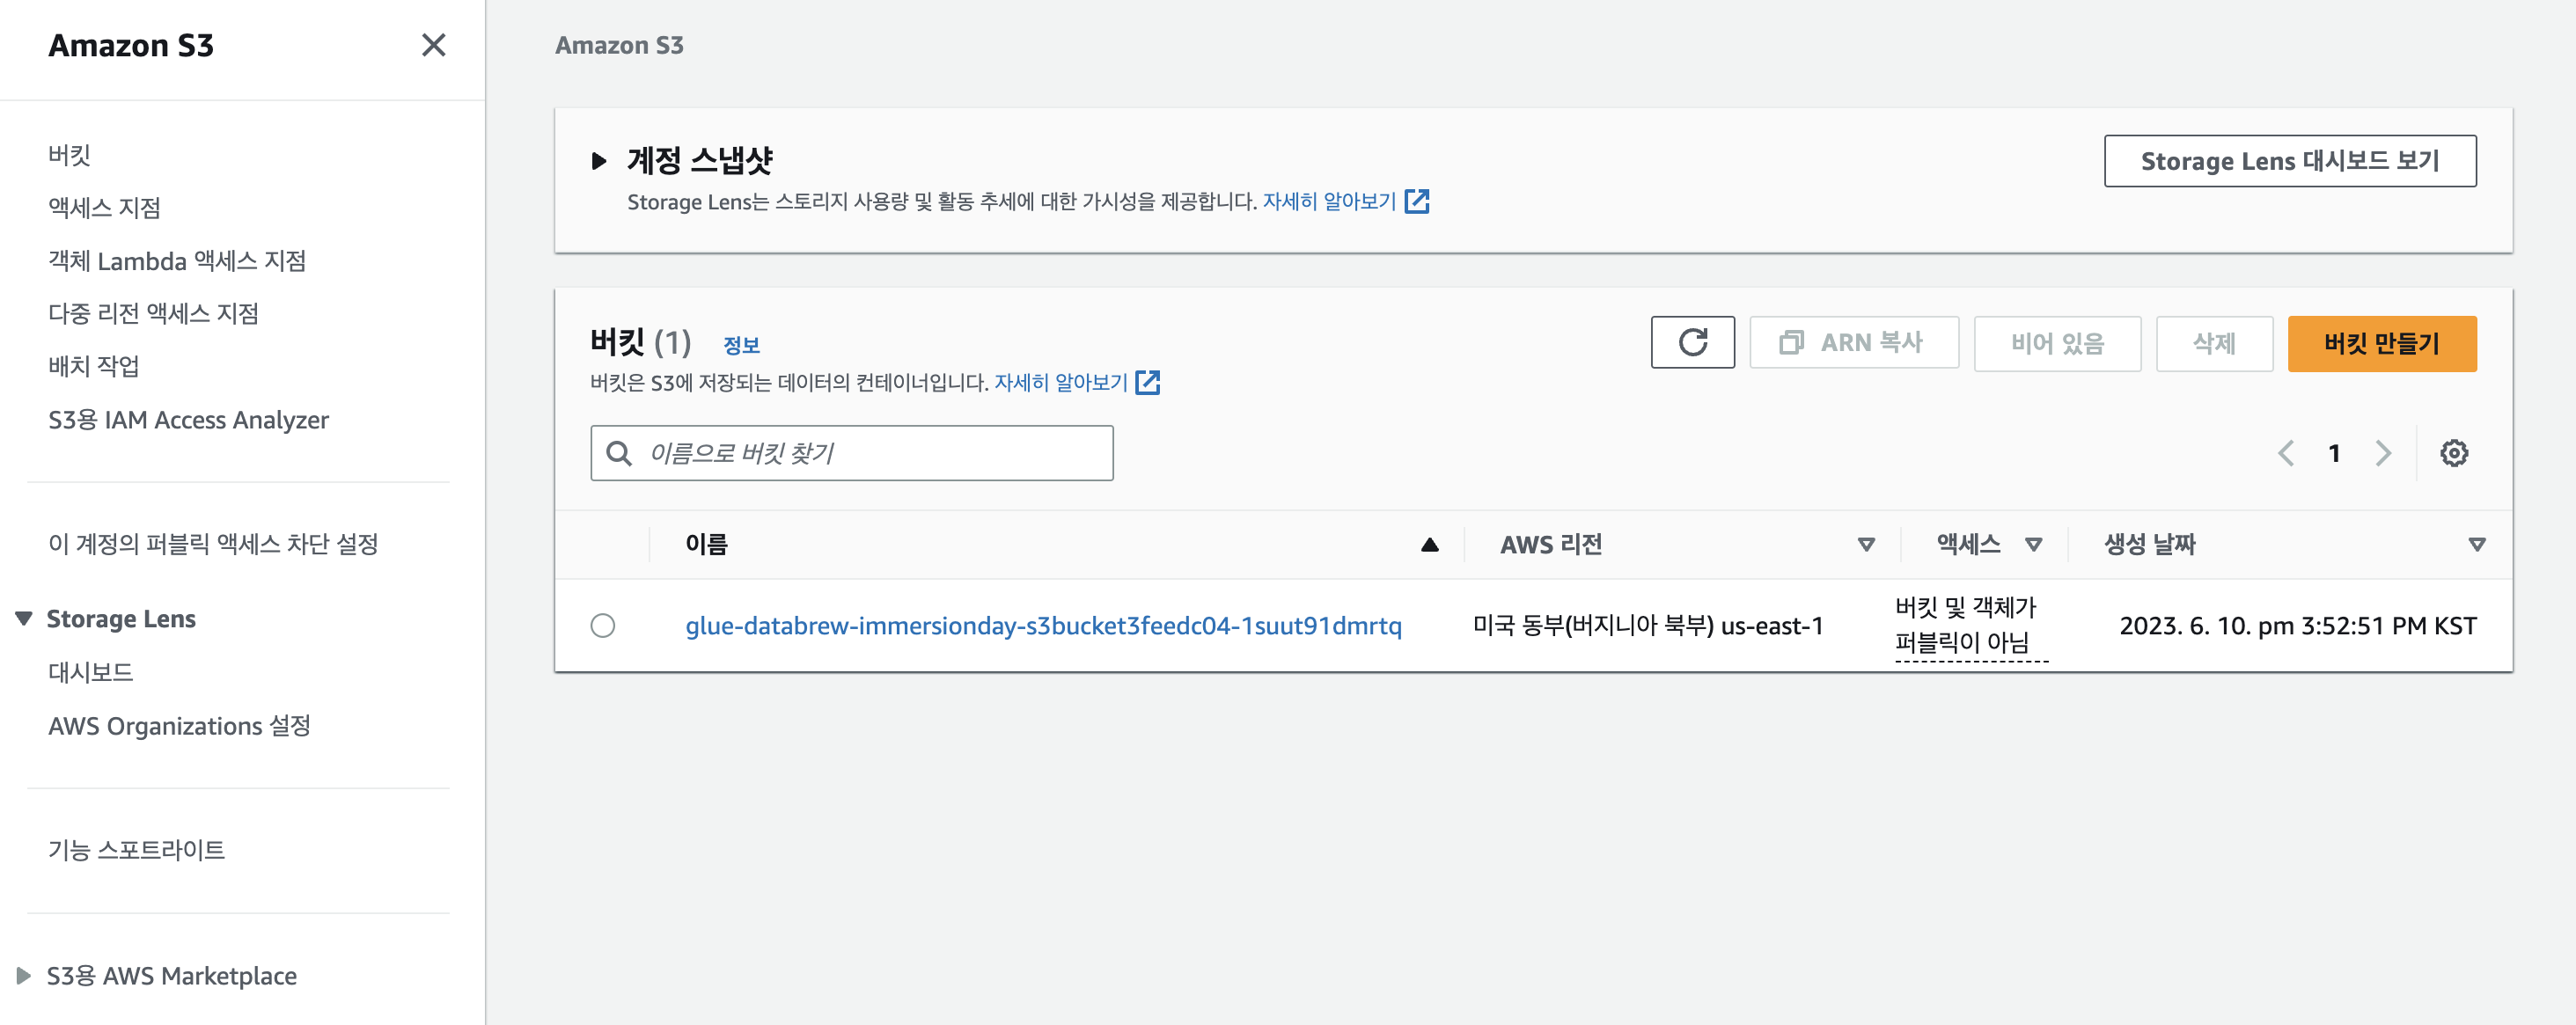 Amazon S3
버킷
액세스 지점
객체 Lambda 액세스 지점
다중 리전 액세스 지점
배치 작업
S3용 IAM Access Analyzer
이 계정의 퍼블릭 액세스 차단 설정
Storage Lens
대시보드
AWS Organizations 설정
기능 스포트라이트
S3용 AWS Marketplace
Amazon S3
계정 스냅샷
Storage Lens는 스토리지 사용량 및 활동 추세에 대한 가시성을 제공합니다. 자세히 알아보기
Storage Lens 대시보드 보기
버킷 (1) 정보
버킷은 S3에 저장되는 데이터의 컨테이너입니다. 자세히 알아보기
ARN 복사
비어 있음
삭제
버킷 만들기
이름으로 버킷 찾기
1
이름 AWS 리전 액세스 생성 날짜
glue-databrew-immersionday-s3bucket3feedc04-1suut91dmrtq
미국 동부(버지니아 북부) us-east-1
버킷 및 객체가
퍼블릭이 아님
2023. 6. 10. pm 3:52:51 PM KST